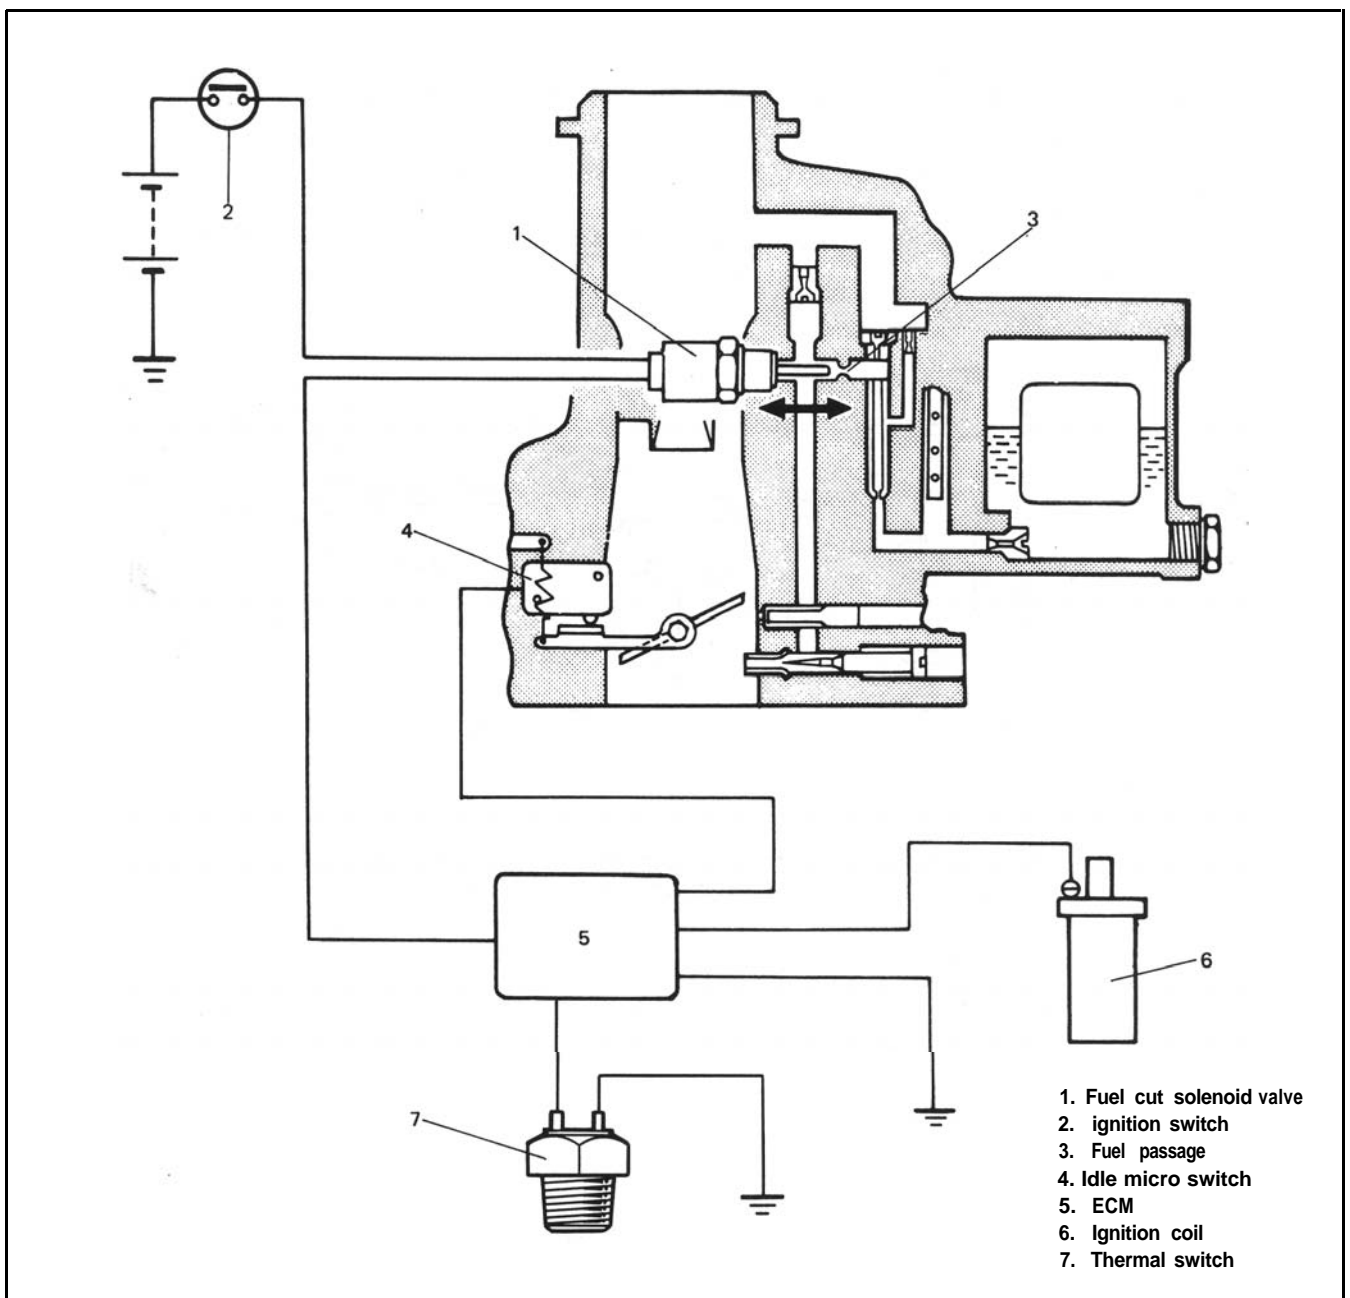 2
1
3
4
5
6
7
1. Fuel cut solenoid valve
2. ignition switch
3. Fuel passage
4. Idle micro switch
5. ECM
6. Ignition coil
7. Thermal switch